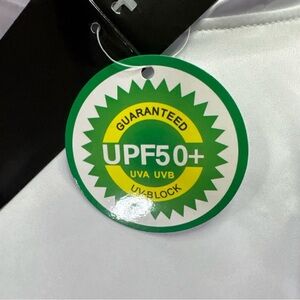 GUARANTEED
UPF50+
UVA UVB
UV-BLOCK